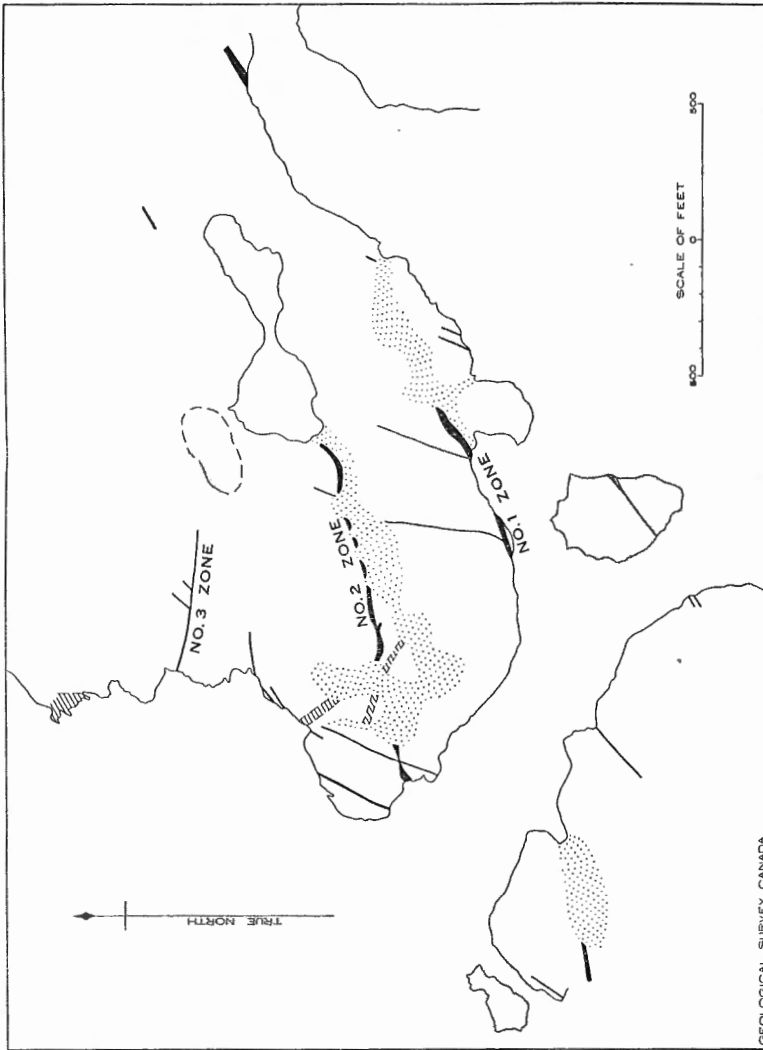 NO. 3 ZONE
NO. 2 ZONE
NO. 1 ZONE
TRUE NORTH
SCALE OF FEET
500 0 500
GEOLOGICAL SURVEY, CANADA